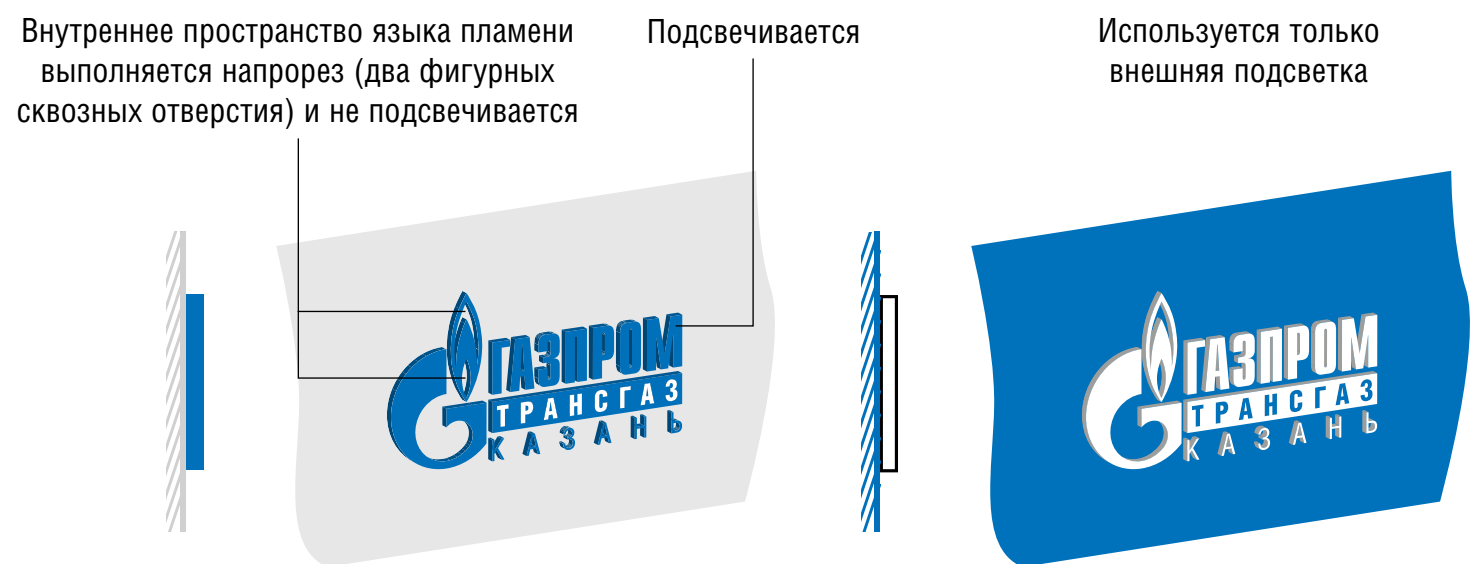 Внутреннее пространство языка пламени
выполняется напрорез (два фигурных
сквозных отверстия) и не подсвечивается
Подсвечивается
Используется только
внешняя подсветка
ГАЗПРОМ
ТРАНСГАЗ
КАЗАНЬ
ГАЗПРОМ
ТРАНСГАЗ
КАЗАНЬ